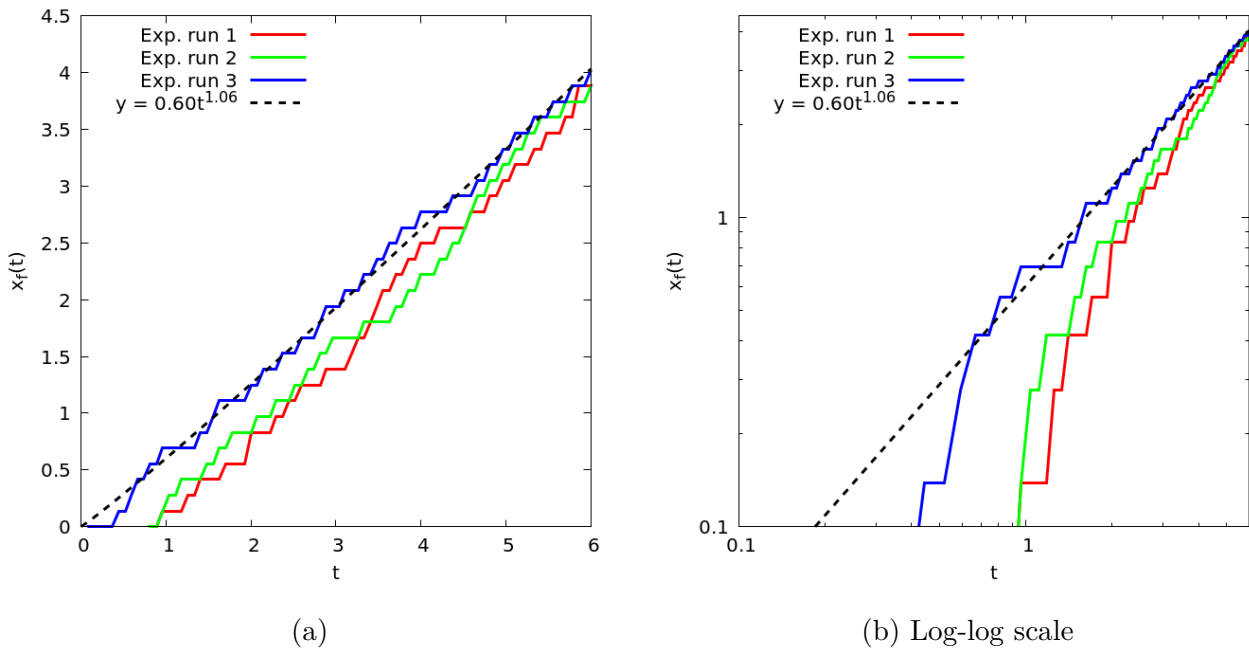 4.5
4
3.5
3
2.5
2
1.5
1
0.5
0
x_f(t)
Exp. run 1
Exp. run 2
Exp. run 3
y = 0.60t^1.06
0 1 2 3 4 5 6
t
(a)
1
0.1
x_f(t)
Exp. run 1
Exp. run 2
Exp. run 3
y = 0.60t^1.06
0.1 1
t
(b) Log-log scale